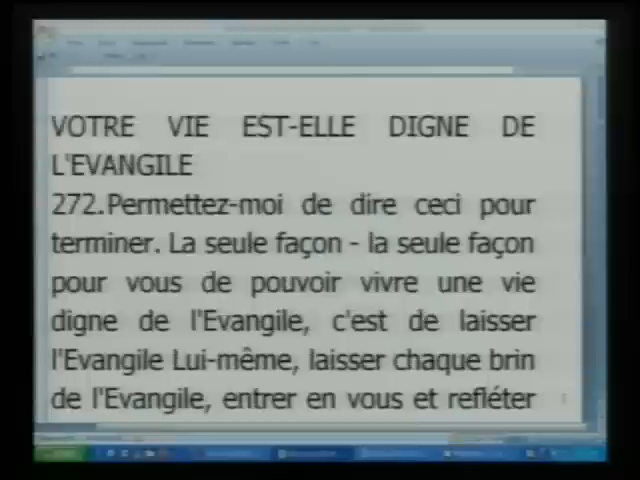 VOTRE VIE EST-ELLE DIGNE DE
L'EVANGILE
272.Permettez-moi de dire ceci pour
terminer. La seule façon - la seule façon
pour vous de pouvoir vivre une vie
digne de l'Evangile, c'est de laisser
l'Evangile Lui-même, laisser chaque brin
de l'Evangile, entrer en vous et refléter